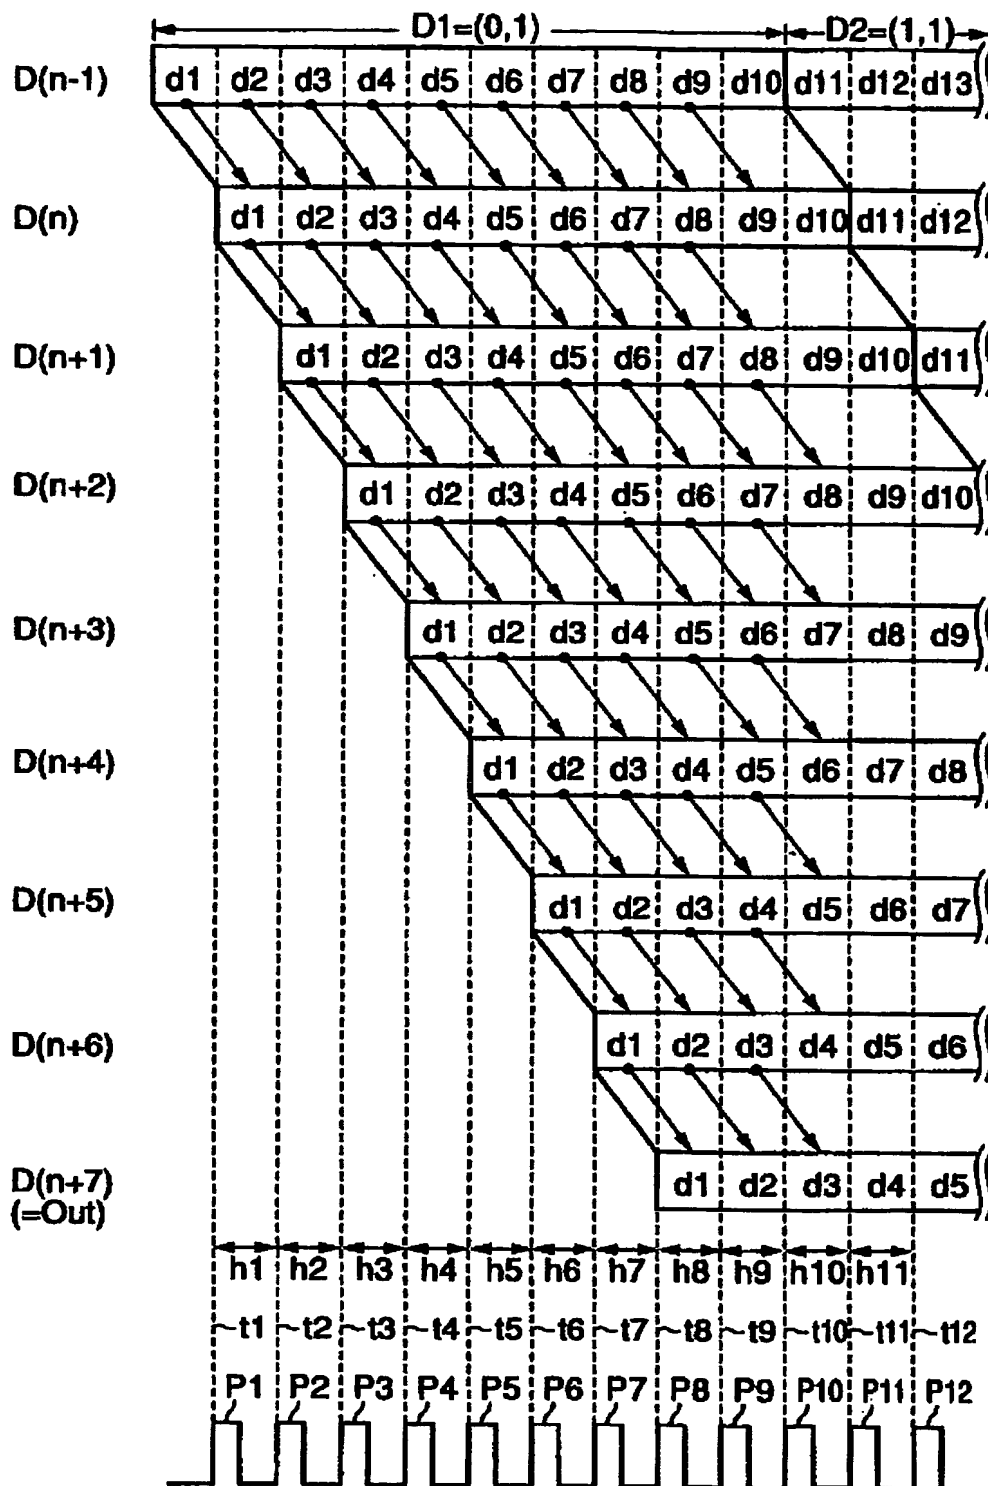 D1=(0,1) D2=(1,1)
D(n-1) d1 d2 d3 d4 d5 d6 d7 d8 d9 d10 d11 d12 d13
D(n) d1 d2 d3 d4 d5 d6 d7 d8 d9 d10 d11 d12
D(n+1) d1 d2 d3 d4 d5 d6 d7 d8 d9 d10 d11
D(n+2) d1 d2 d3 d4 d5 d6 d7 d8 d9 d10
D(n+3) d1 d2 d3 d4 d5 d6 d7 d8 d9
D(n+4) d1 d2 d3 d4 d5 d6 d7 d8
D(n+5) d1 d2 d3 d4 d5 d6 d7
D(n+6) d1 d2 d3 d4 d5 d6
D(n+7) d1 d2 d3 d4 d5
(=Out)
h1 h2 h3 h4 h5 h6 h7 h8 h9 h10 h11
t1 t2 t3 t4 t5 t6 t7 t8 t9 t10 t11 t12
P1 P2 P3 P4 P5 P6 P7 P8 P9 P10 P11 P12